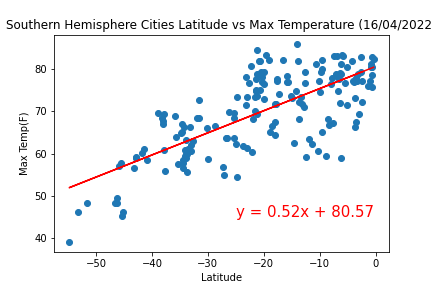 Southern Hemisphere Cities Latitude vs Max Temperature (16/04/2022
Max Temp(F)
80
70
60
50
40
y = 0.52x + 80.57
−50
−40
−30
−20
−10
0
Latitude